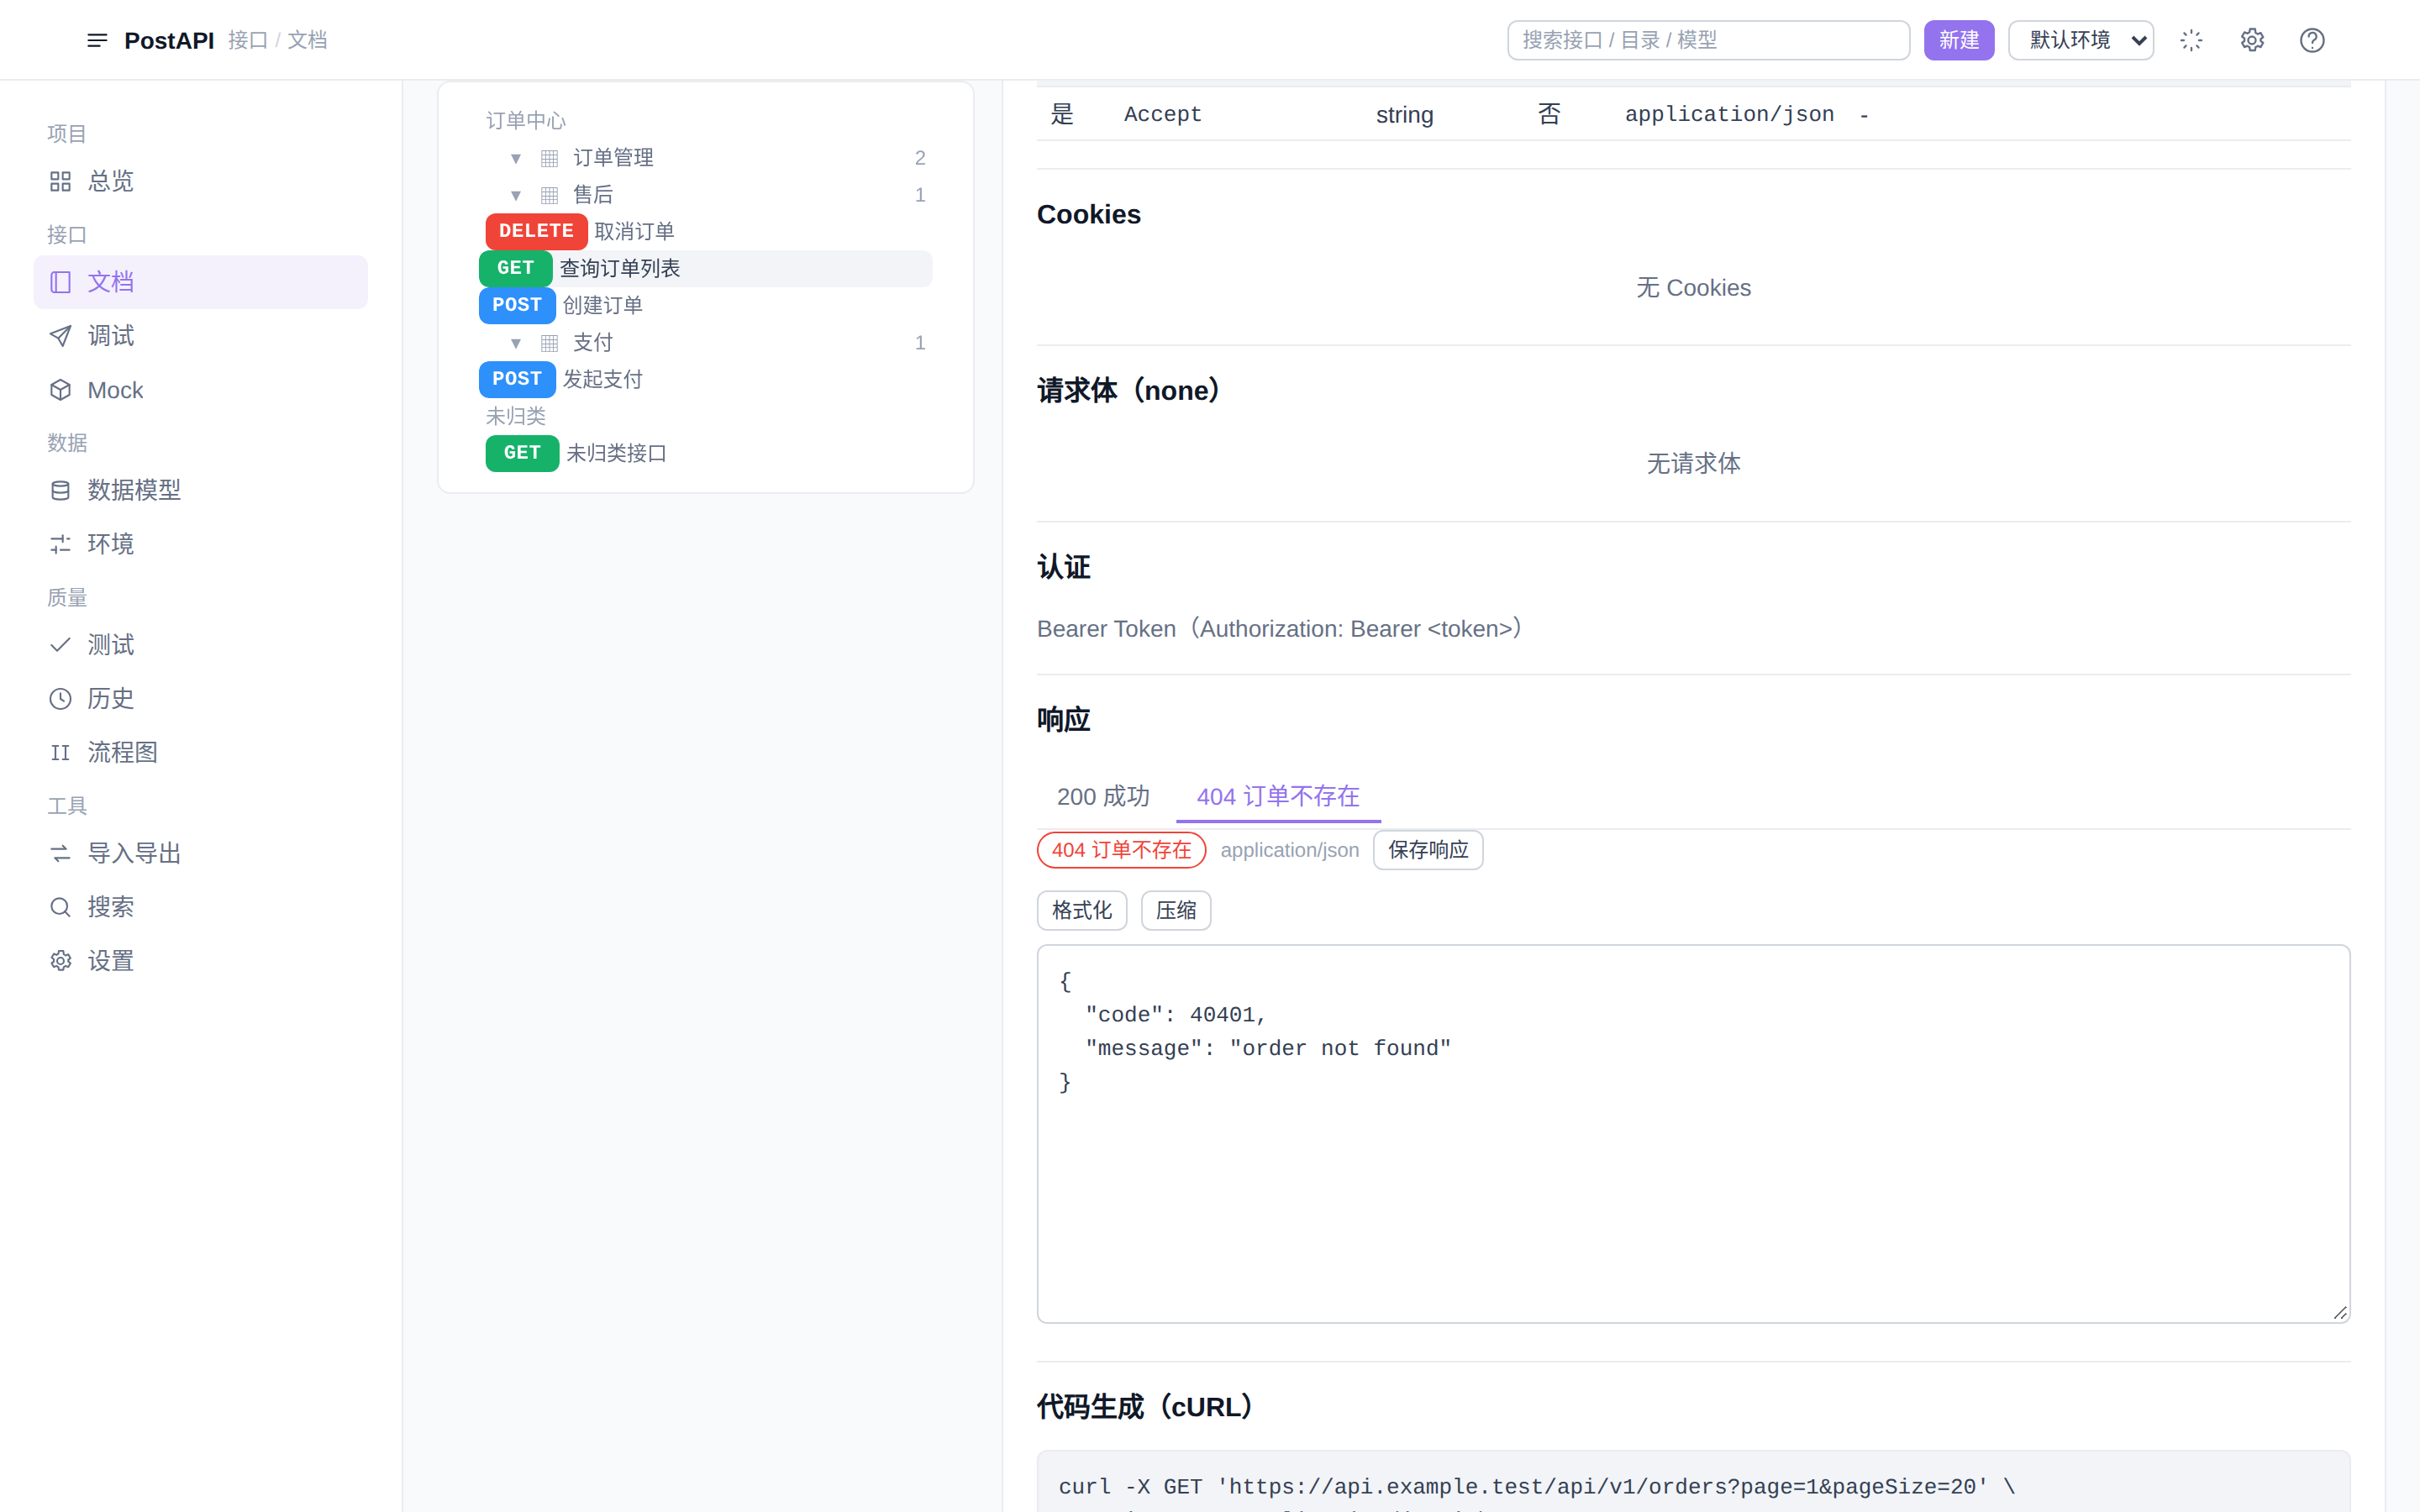 PostAPI 接口 / 文档
搜索接口 / 目录 / 模型
新建
默认环境
项目
总览
接口
文档
调试
Mock
数据
数据模型
环境
质量
测试
历史
流程图
工具
导入导出
搜索
设置
订单中心
▼ 订单管理 2
▼ 售后 1
DELETE 取消订单
GET 查询订单列表
POST 创建订单
▼ 支付 1
POST 发起支付
未归类
GET 未归类接口
是 Accept string 否 application/json -
Cookies
无 Cookies
请求体（none）
无请求体
认证
Bearer Token（Authorization: Bearer <token>）
响应
200 成功 404 订单不存在
404 订单不存在 application/json 保存响应
格式化 压缩
{
  "code": 40401,
  "message": "order not found"
}
代码生成（cURL）
curl -X GET 'https://api.example.test/api/v1/orders?page=1&pageSize=20' \